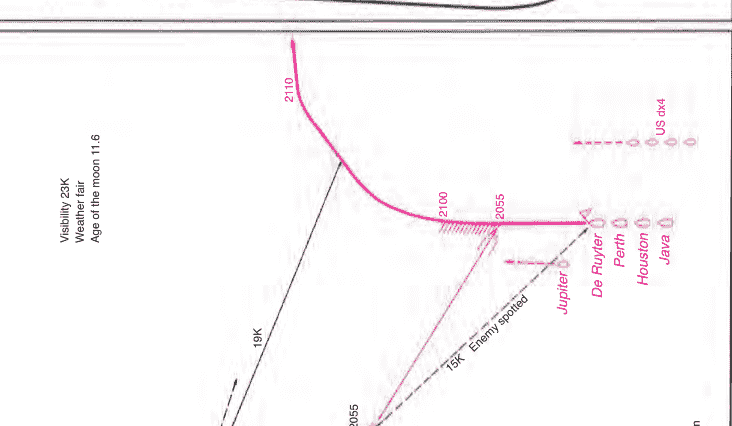 Visibility 23K
Weather fair
Age of the moon 11.6
2110
2100
2055
US dx4
Jupiter
De Ruyter
Perth
Houston
Java
19K
15K Enemy spotted
2055
n